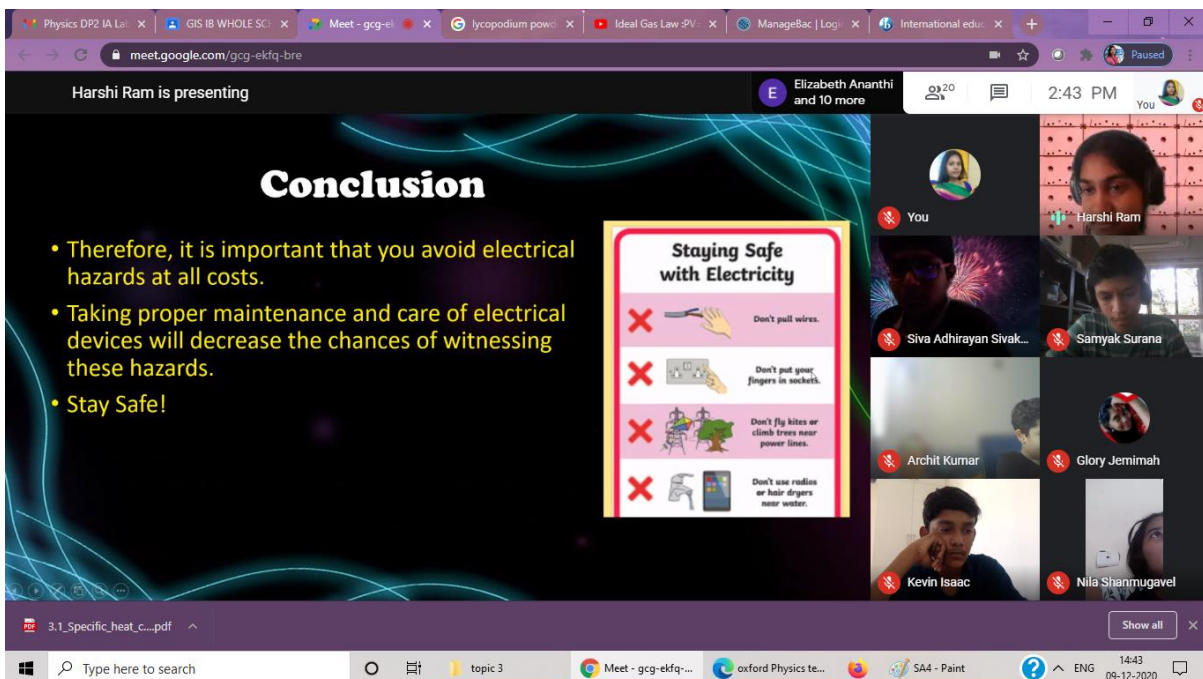 Physics DP2 IA Lab
GIS IB WHOLE SCH
Meet - gcg-ek
lycopodium powd
Ideal Gas Law :PV
ManageBac | Logi
International educ
meet.google.com/gcg-ekfq-bre
Paused
Harshi Ram is presenting
E
Elizabeth Ananthi
and 10 more
20
2:43 PM
You
Conclusion
• Therefore, it is important that you avoid electrical
hazards at all costs.
• Taking proper maintenance and care of electrical
devices will decrease the chances of witnessing
these hazards.
• Stay Safe!
Staying Safe
with Electricity
Don't pull wires.
Don't put your
fingers in sockets.
Don't fly kites or
climb trees near
power lines.
Don't use radios
or hair dryers
near water.
You
Harshi Ram
Siva Adhirayan Sivak...
Samyak Surana
Archit Kumar
Glory Jemimah
Kevin Isaac
Nila Shanmugavel
PDF
3.1_Specific_heat_c....pdf
Show all
Type here to search
topic 3
Meet - gcg-ekfq-...
oxford Physics te...
SA4 - Paint
ENG
14:43
09-12-2020